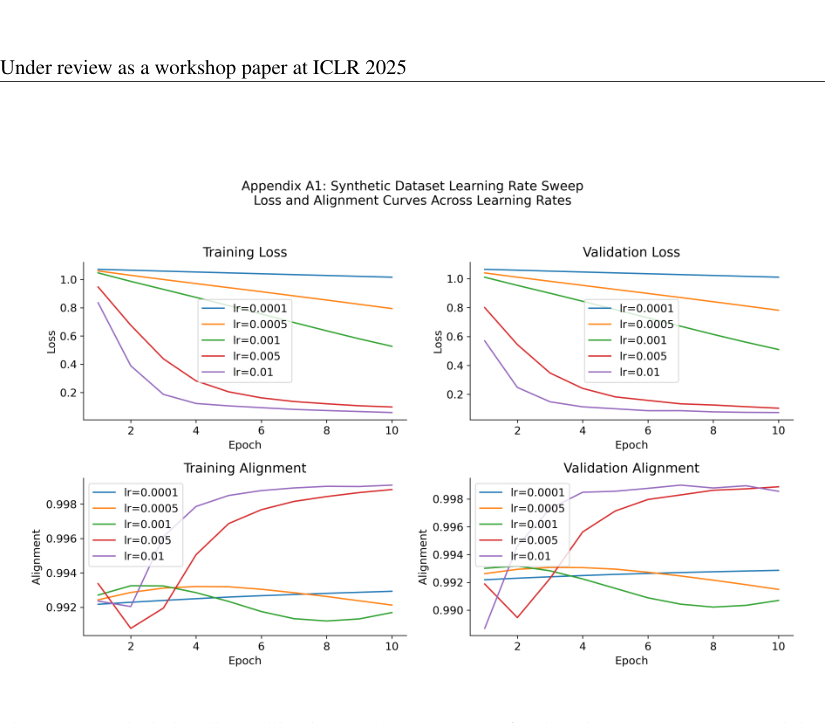 Under review as a workshop paper at ICLR 2025
Appendix A1: Synthetic Dataset Learning Rate Sweep
Loss and Alignment Curves Across Learning Rates
Training Loss
Loss
1.0
0.8
0.6
0.4
0.2
lr=0.0001
lr=0.0005
lr=0.001
lr=0.005
lr=0.01
2 4 6 8 10
Epoch
Validation Loss
Loss
1.0
0.8
0.6
0.4
0.2
lr=0.0001
lr=0.0005
lr=0.001
lr=0.005
lr=0.01
2 4 6 8 10
Epoch
Training Alignment
Alignment
0.998
0.996
0.994
0.992
lr=0.0001
lr=0.0005
lr=0.001
lr=0.005
lr=0.01
2 4 6 8 10
Epoch
Validation Alignment
Alignment
0.998
0.996
0.994
0.992
0.990
lr=0.0001
lr=0.0005
lr=0.001
lr=0.005
lr=0.01
2 4 6 8 10
Epoch